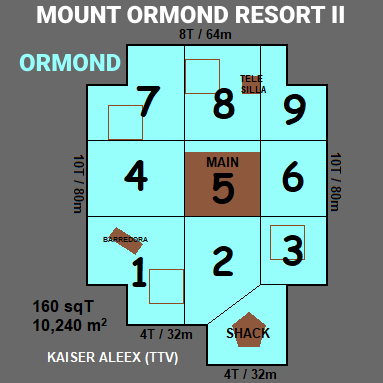 MOUNT ORMOND RESORT II
8T / 64m
ORMOND
TELE
SILLA
7
8
9
10T / 80m
4
MAIN
5
6
10T / 80m
BARREDORA
1
2
3
160 sqT
10,240 m²
4T / 32m
SHACK
KAISER ALEEX (TTV)
4T / 32m